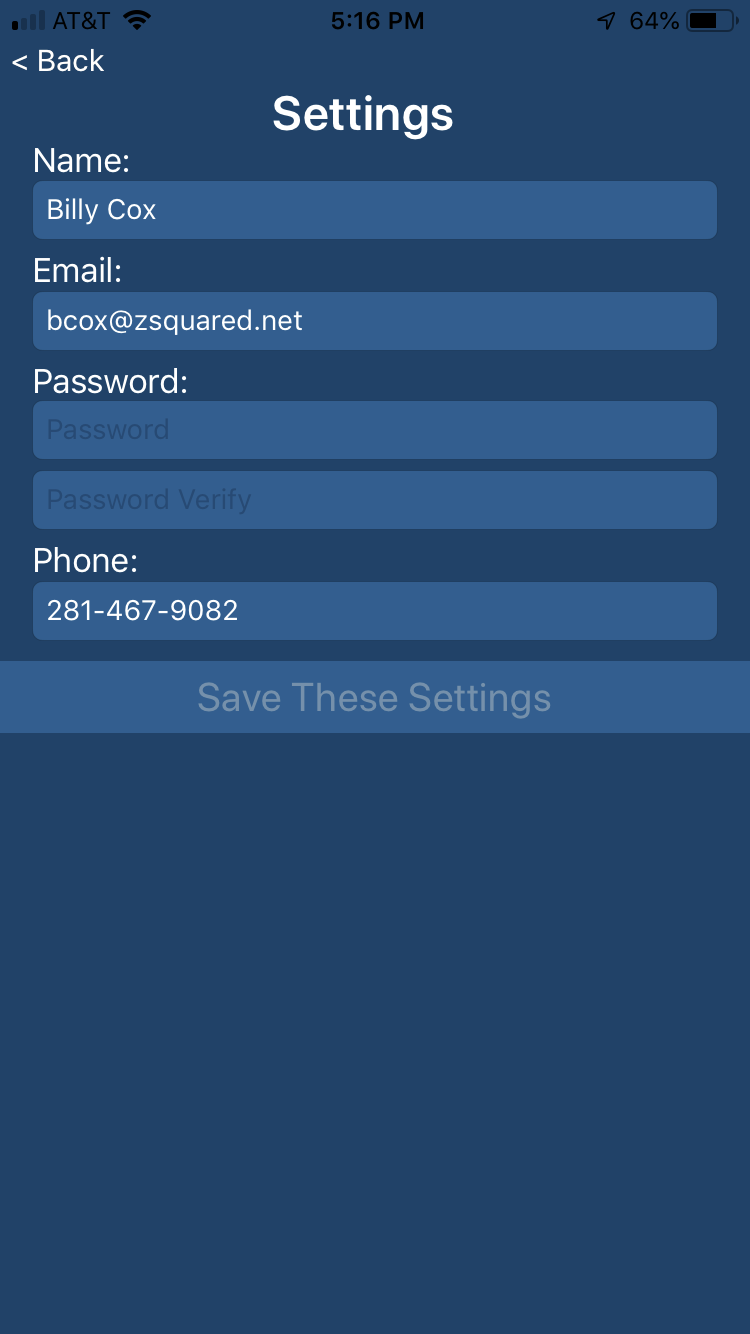 AT&T 5:16 PM 64%
< Back
Settings
Name:
Billy Cox
Email:
bcox@zsquared.net
Password:
Password
Password Verify
Phone:
281-467-9082
Save These Settings